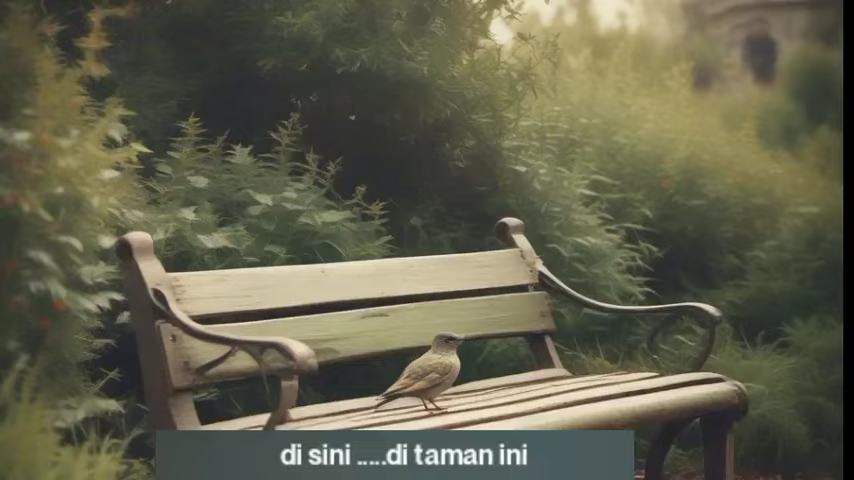 di sini .....di taman ini